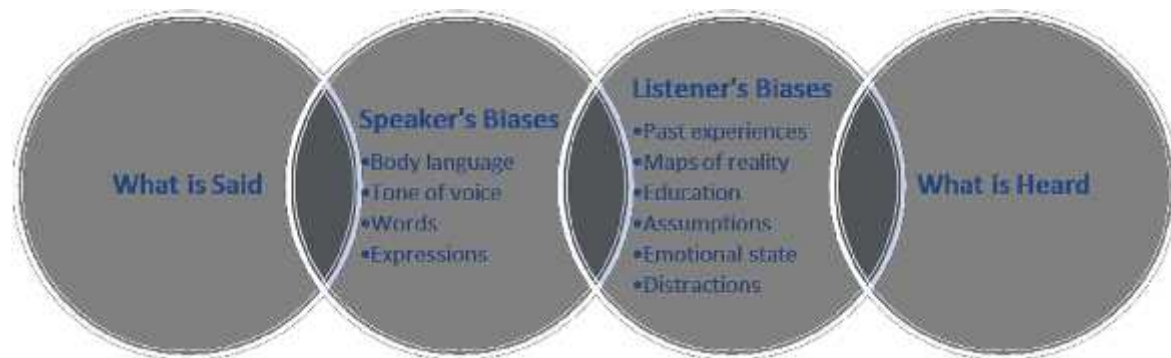 What is Said
Speaker's Biases
•Body language
•Tone of voice
•Words
•Expressions
Listener's Biases
•Past experiences
•Maps of reality
•Education
•Assumptions
•Emotional state
•Distractions
What is Heard